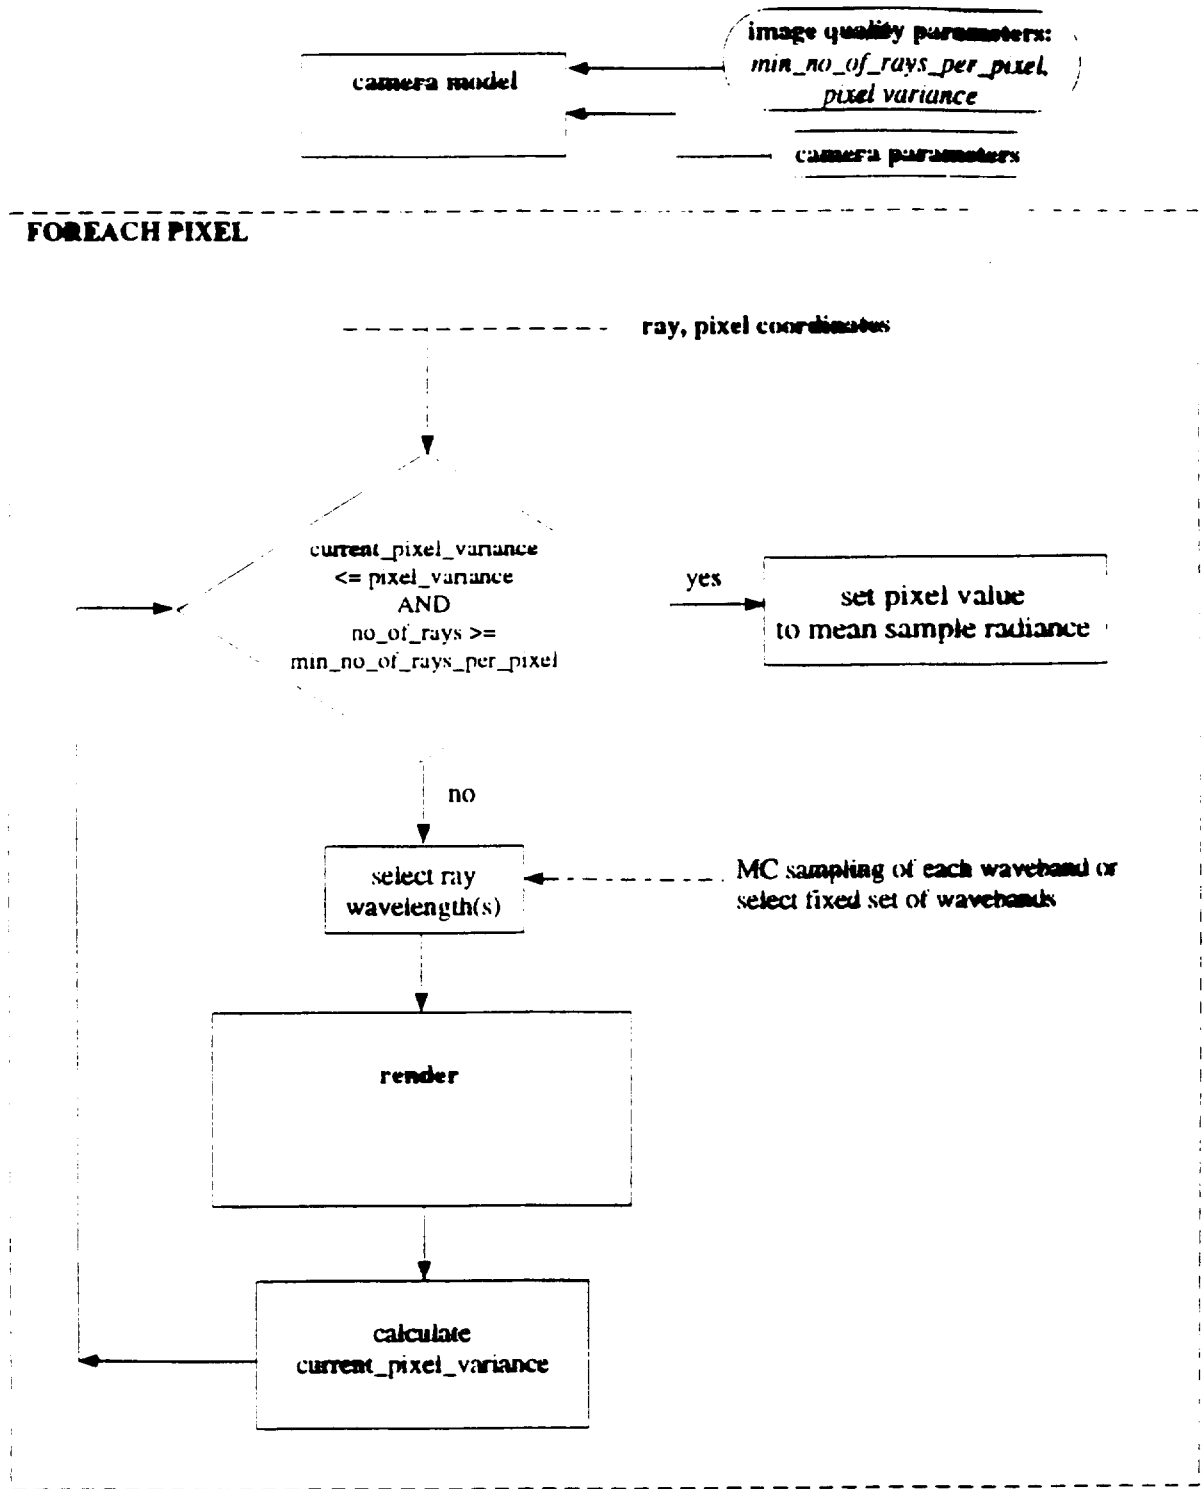 image quality parameters:
min_no_of_rays_per_pixel,
pixel variance
camera model
camera parameters
FOREACH PIXEL
ray, pixel coordinates
current_pixel_variance
<= pixel_variance
AND
no_of_rays >=
min_no_of_rays_per_pixel
yes
set pixel value
to mean sample radiance
no
select ray
wavelength(s)
MC sampling of each waveband or
select fixed set of wavebands
render
calculate
current_pixel_variance